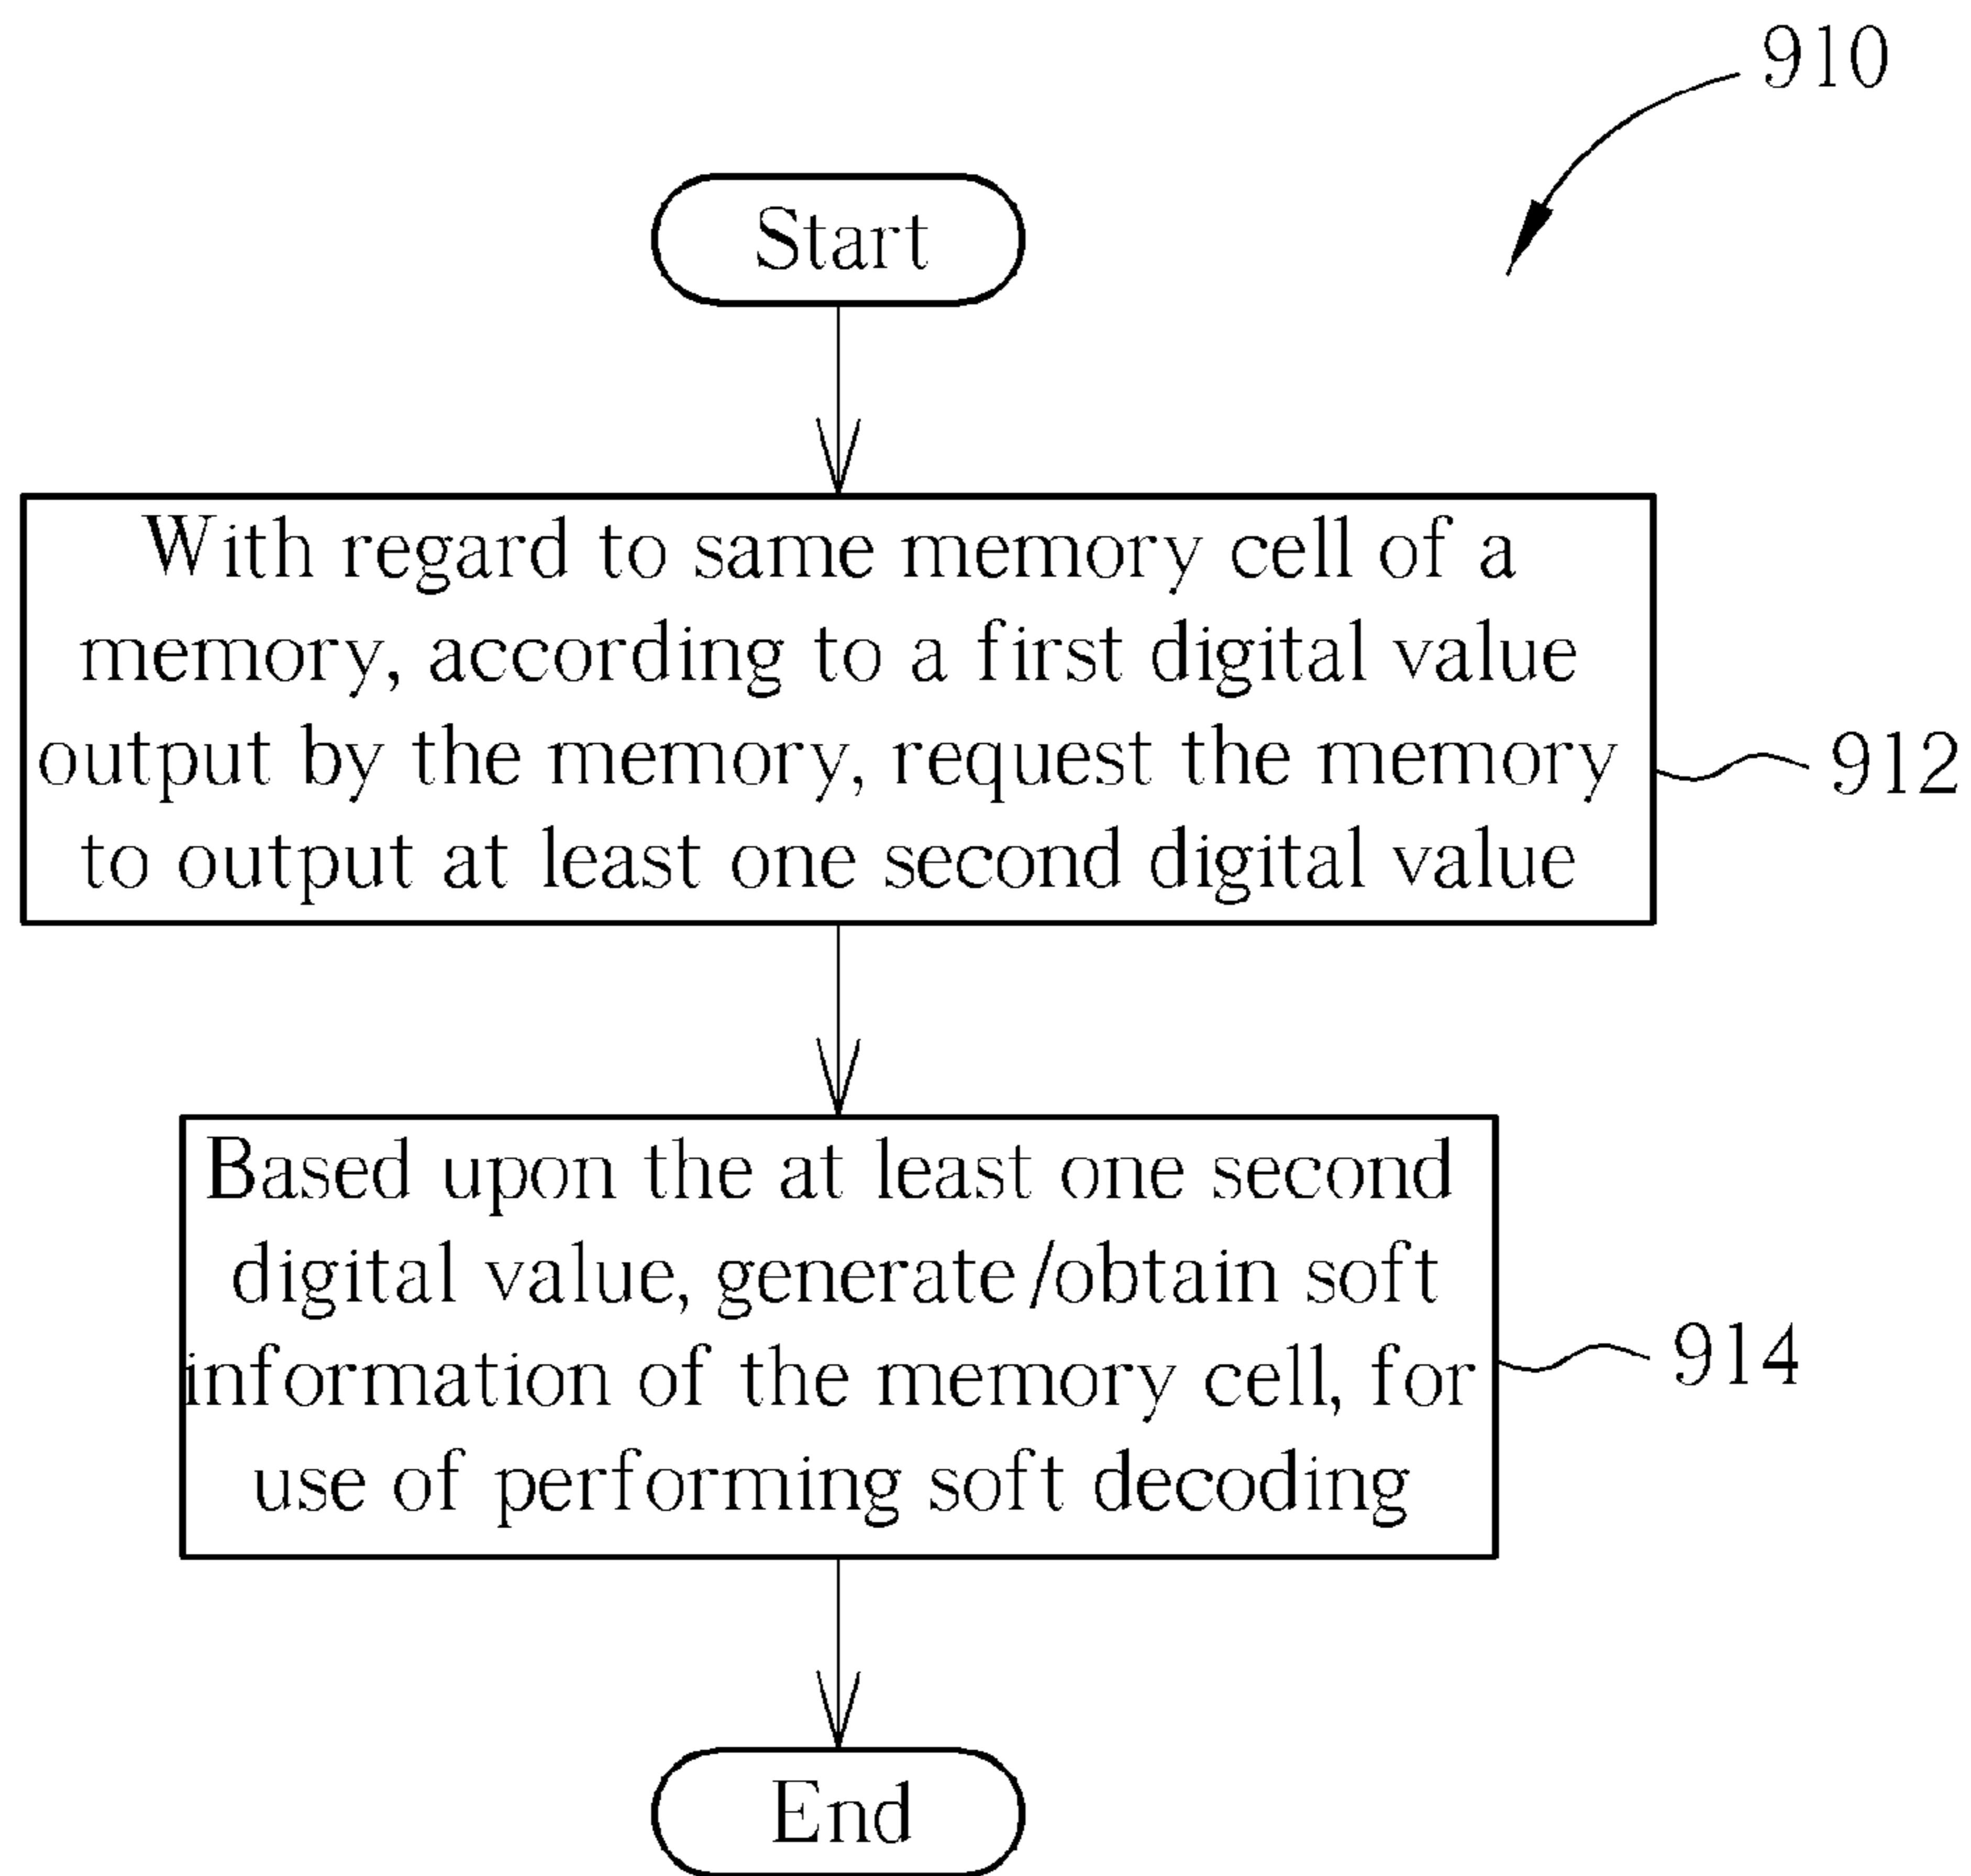 910
Start
With regard to same memory cell of a
memory, according to a first digital value
output by the memory, request the memory
to output at least one second digital value
912
Based upon the at least one second
digital value, generate/obtain soft
information of the memory cell, for
use of performing soft decoding
914
End